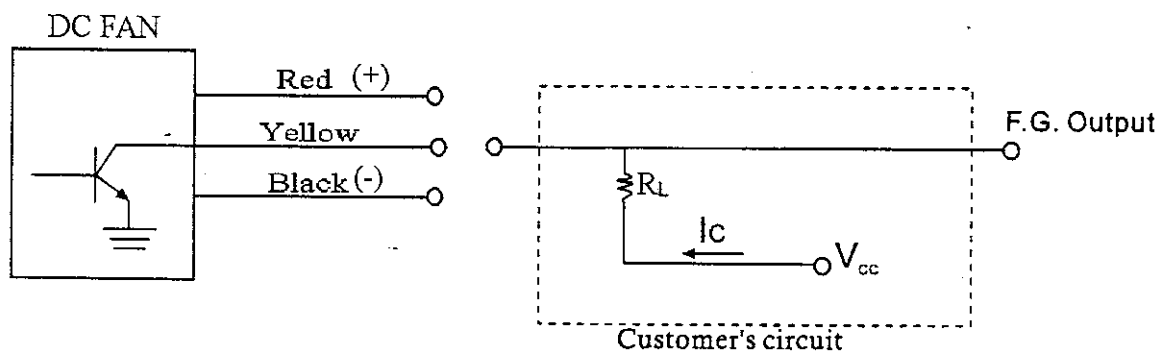 DC FAN
Red (+)
Yellow
Black(-)
F.G. Output
RL
Ic
Vcc
Customer's circuit